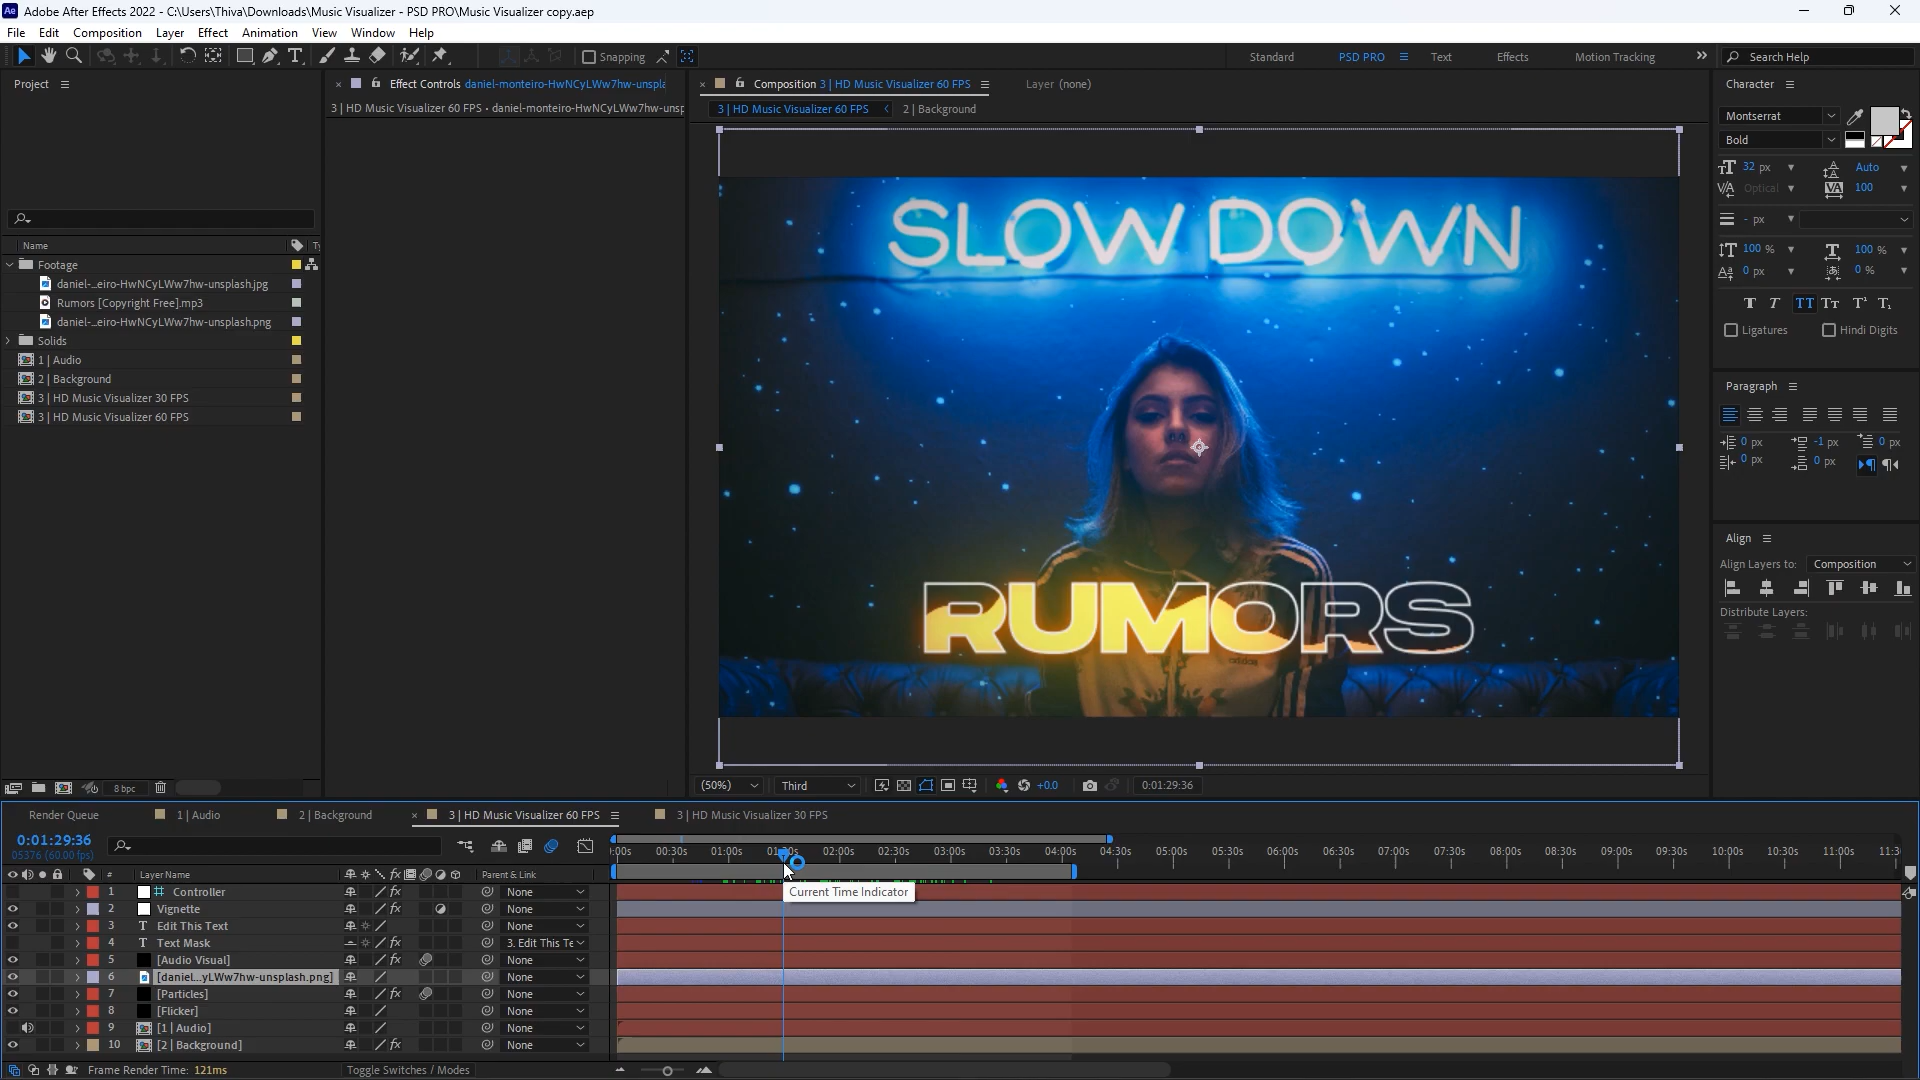 Adobe After Effects 2022 - C:\Users\Thiva\Downloads\Music Visualizer - PSD PRO\Music Visualizer copy.aep
File Edit Composition Layer Effect Animation View Window Help
Snapping Standard PSD PRO Text Effects Motion Tracking Search Help
Project
Effect Controls daniel-monteiro-HwNCyLWw7hw-unspla
3 | HD Music Visualizer 60 FPS • daniel-monteiro-HwNCyLWw7hw-unsp
Name
Footage
daniel-...eiro-HwNCyLWw7hw-unsplash.jpg
Rumors [Copyright Free].mp3
daniel-...eiro-HwNCyLWw7hw-unsplash.png
Solids
1 | Audio
2 | Background
3 | HD Music Visualizer 30 FPS
3 | HD Music Visualizer 60 FPS
8 bpc
Composition 3 | HD Music Visualizer 60 FPS
Layer (none)
3 | HD Music Visualizer 60 FPS
2 | Background
SLOW DOWN
adidas
RUMORS
(50%)
Third
+0.0
0:01:29:36
Character
Montserrat
Bold
32 px
Auto
Optical
100
- px
100 %
100 %
0 px
0 %
Ligatures
Hindi Digits
Paragraph
0 px
-1 px
0 px
0 px
0 px
Align
Align Layers to: Composition
Distribute Layers:
Render Queue
1 | Audio
2 | Background
3 | HD Music Visualizer 60 FPS
3 | HD Music Visualizer 30 FPS
0:01:29:36
05376 (60.00 fps)
:00s 00:30s 01:00s 01:30s 02:00s 02:30s 03:00s 03:30s 04:00s 04:30s 05:00s 05:30s 06:00s 06:30s 07:00s 07:30s 08:00s 08:30s 09:00s 09:30s 10:00s 10:30s 11:00s 11:3
# Layer Name Parent & Link
Current Time Indicator
1 Controller None
2 Vignette None
3 T Edit This Text None
4 T Text Mask 3. Edit This Te
5 [Audio Visual] None
6 [daniel...yLWw7hw-unsplash.png] None
7 [Particles] None
8 [Flicker] None
9 [1 | Audio] None
10 [2 | Background] None
Frame Render Time: 121ms
Toggle Switches / Modes